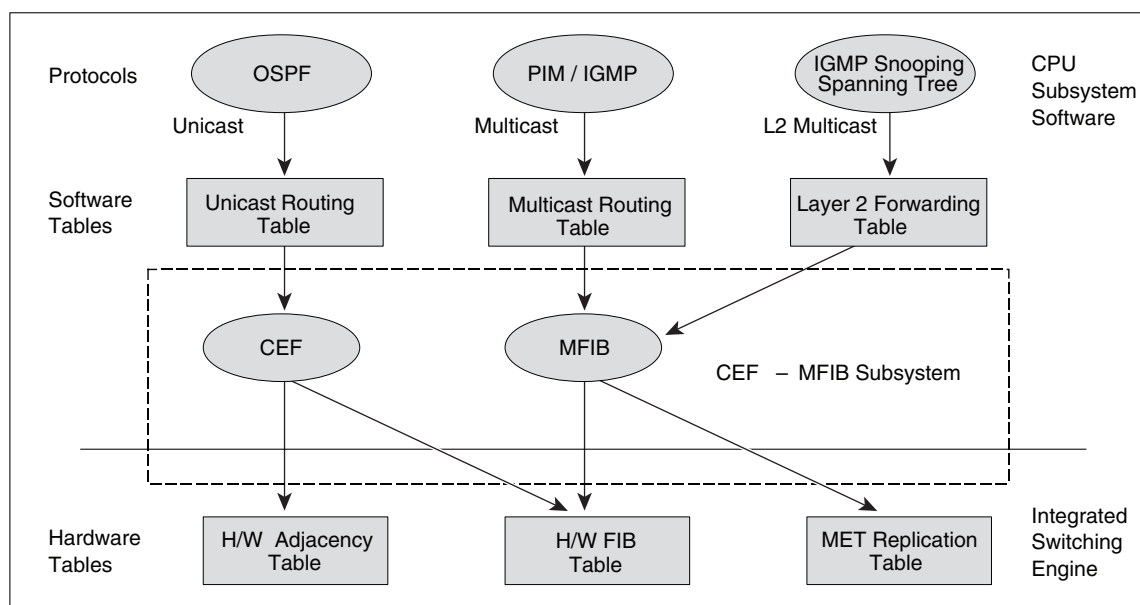 Protocols
OSPF
PIM / IGMP
IGMP Snooping
Spanning Tree
CPU
Subsystem
Software
Unicast
Multicast
L2 Multicast
Software
Tables
Unicast Routing
Table
Multicast Routing
Table
Layer 2 Forwarding
Table
CEF
MFIB
CEF – MFIB Subsystem
Hardware
Tables
H/W Adjacency
Table
H/W FIB
Table
MET Replication
Table
Integrated
Switching
Engine